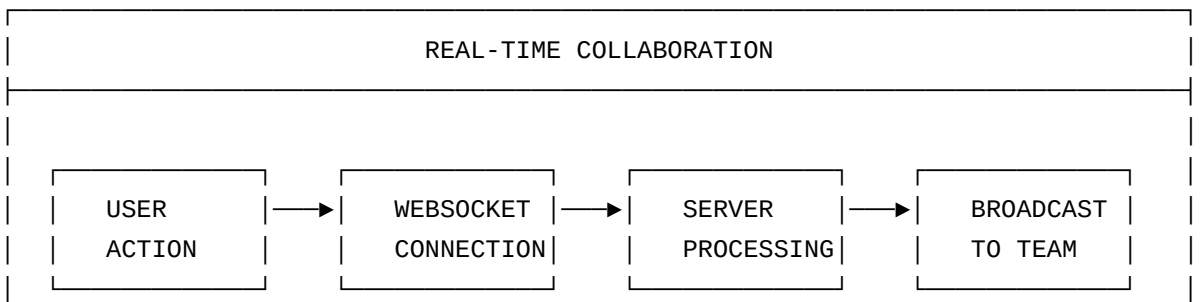 REAL-TIME COLLABORATION
USER WEBSOCKET SERVER BROADCAST
ACTION CONNECTION PROCESSING TO TEAM